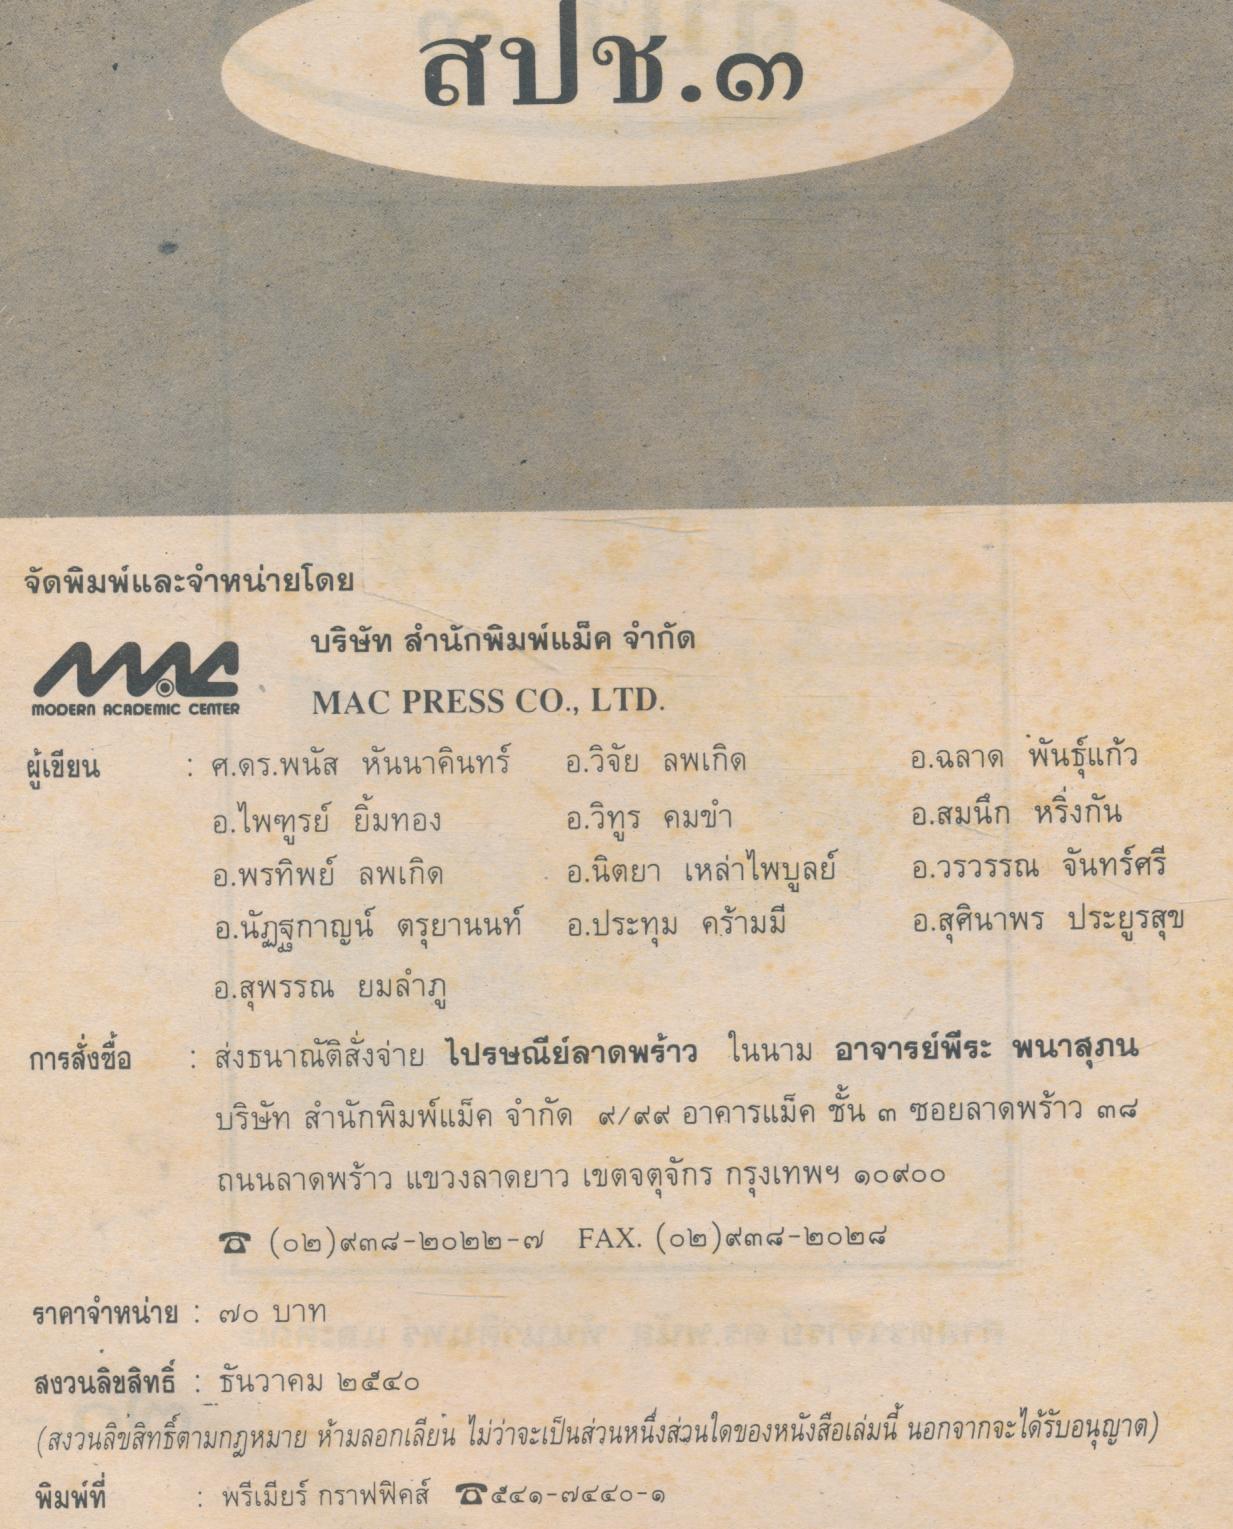 สปช.๓
จัดพิมพ์และจำหน่ายโดย
บริษัท สำนักพิมพ์แม็ค จำกัด
MAC
MODERN ACADEMIC CENTER
MAC PRESS CO., LTD.
ผู้เขียน : ศ.ดร.พนัส หันนาคินทร์ อ.วิจัย ลพเกิด อ.ฉลาด พันธุ์แก้ว
อ.ไพฑูรย์ ยิ้มทอง อ.วิทูร คมขำ อ.สมนึก หริ่งกัน
อ.พรทิพย์ ลพเกิด อ.นิตยา เหล่าไพบูลย์ อ.วรวรรณ จันทร์ศรี
อ.นัฏฐกาญน์ ตรุยานนท์ อ.ประทุม คร้ามมี อ.สุศินาพร ประยูรสุข
อ.สุพรรณ ยมลำภู
การสั่งซื้อ : ส่งธนาณัติสั่งจ่าย ไปรษณีย์ลาดพร้าว ในนาม อาจารย์พีระ พนาสุภน
บริษัท สำนักพิมพ์แม็ค จำกัด ๙/๙๙ อาคารแม็ค ชั้น ๓ ซอยลาดพร้าว ๓๘
ถนนลาดพร้าว แขวงลาดยาว เขตจตุจักร กรุงเทพฯ ๑๐๙๐๐
☎ (๐๒)๙๓๘-๒๐๒๒-๗ FAX. (๐๒)๙๓๘-๒๐๒๘
ราคาจำหน่าย : ๗๐ บาท
สงวนลิขสิทธิ์ : ธันวาคม ๒๕๔๐
(สงวนลิขสิทธิ์ตามกฎหมาย ห้ามลอกเลียน ไม่ว่าจะเป็นส่วนหนึ่งส่วนใดของหนังสือเล่มนี้ นอกจากจะได้รับอนุญาต)
พิมพ์ที่ : พรีเมียร์ กราฟฟิคส์ ☎๕๔๑-๗๔๔๐-๑